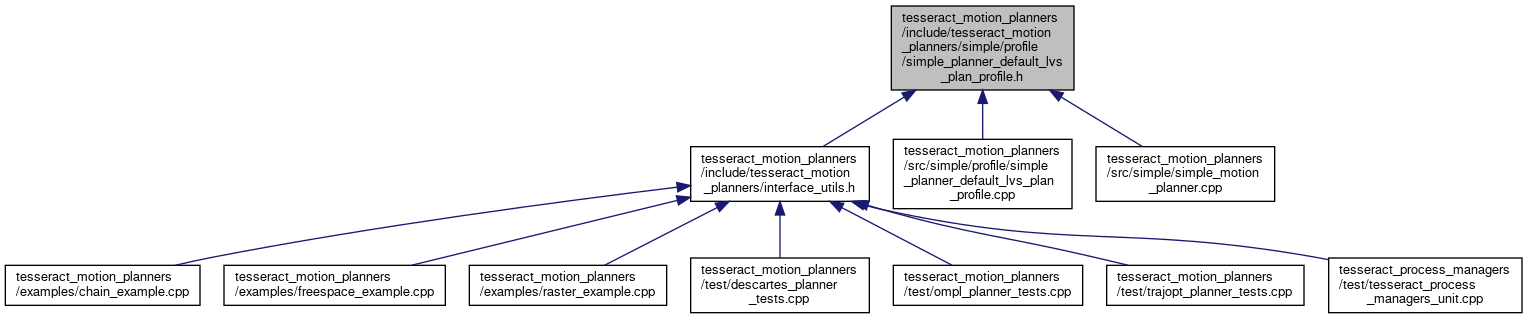 tesseract_motion_planners
/include/tesseract_motion
_planners/simple/profile
/simple_planner_default_lvs
_plan_profile.h
tesseract_motion_planners
/include/tesseract_motion
_planners/interface_utils.h
tesseract_motion_planners
/src/simple/profile/simple
_planner_default_lvs_plan
_profile.cpp
tesseract_motion_planners
/src/simple/simple_motion
_planner.cpp
tesseract_motion_planners
/examples/chain_example.cpp
tesseract_motion_planners
/examples/freespace_example.cpp
tesseract_motion_planners
/examples/raster_example.cpp
tesseract_motion_planners
/test/descartes_planner
_tests.cpp
tesseract_motion_planners
/test/ompl_planner_tests.cpp
tesseract_motion_planners
/test/trajopt_planner_tests.cpp
tesseract_process_managers
/test/tesseract_process
_managers_unit.cpp